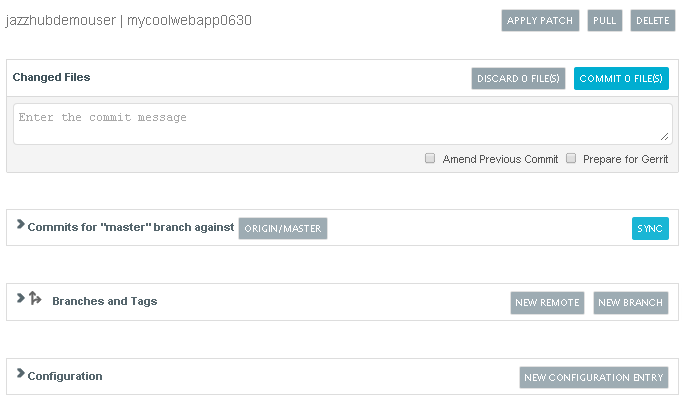 jazzhubdemouser | mycoolwebapp0630 APPLY PATCH PULL DELETE
Changed Files DISCARD 0 FILE(S) COMMIT 0 FILE(S)
Enter the commit message
Amend Previous Commit Prepare for Gerrit
Commits for "master" branch against ORIGIN/MASTER SYNC
Branches and Tags NEW REMOTE NEW BRANCH
Configuration NEW CONFIGURATION ENTRY